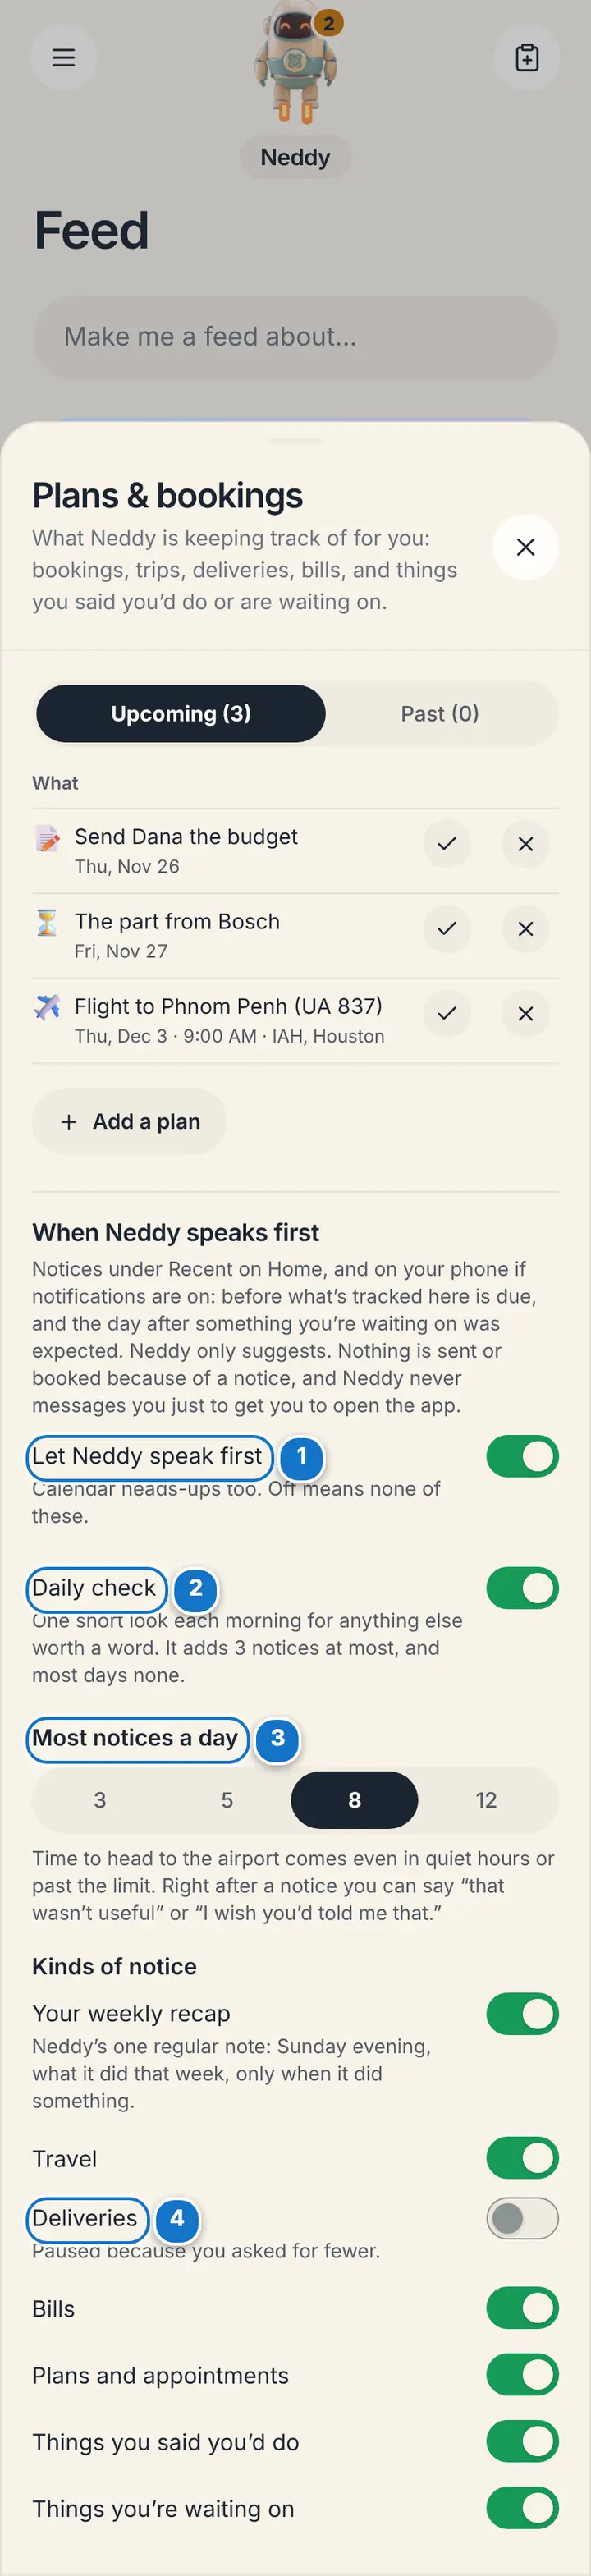 2
Neddy
Feed
Make me a feed about...
Plans & bookings
What Neddy is keeping track of for you:
bookings, trips, deliveries, bills, and things
you said you’d do or are waiting on.
Upcoming (3)
Past (0)
What
Send Dana the budget
Thu, Nov 26
The part from Bosch
Fri, Nov 27
Flight to Phnom Penh (UA 837)
Thu, Dec 3 · 9:00 AM · IAH, Houston
+ Add a plan
When Neddy speaks first
Notices under Recent on Home, and on your phone if
notifications are on: before what’s tracked here is due,
and the day after something you’re waiting on was
expected. Neddy only suggests. Nothing is sent or
booked because of a notice, and Neddy never
messages you just to get you to open the app.
Let Neddy speak first 1
Calendar heads-ups too. Off means none of
these.
Daily check 2
One short look each morning for anything else
worth a word. It adds 3 notices at most, and
most days none.
Most notices a day 3
3 5 8 12
Time to head to the airport comes even in quiet hours or
past the limit. Right after a notice you can say “that
wasn’t useful” or “I wish you’d told me that.”
Kinds of notice
Your weekly recap
Neddy’s one regular note: Sunday evening,
what it did that week, only when it did
something.
Travel
Deliveries 4
Paused because you asked for fewer.
Bills
Plans and appointments
Things you said you’d do
Things you’re waiting on